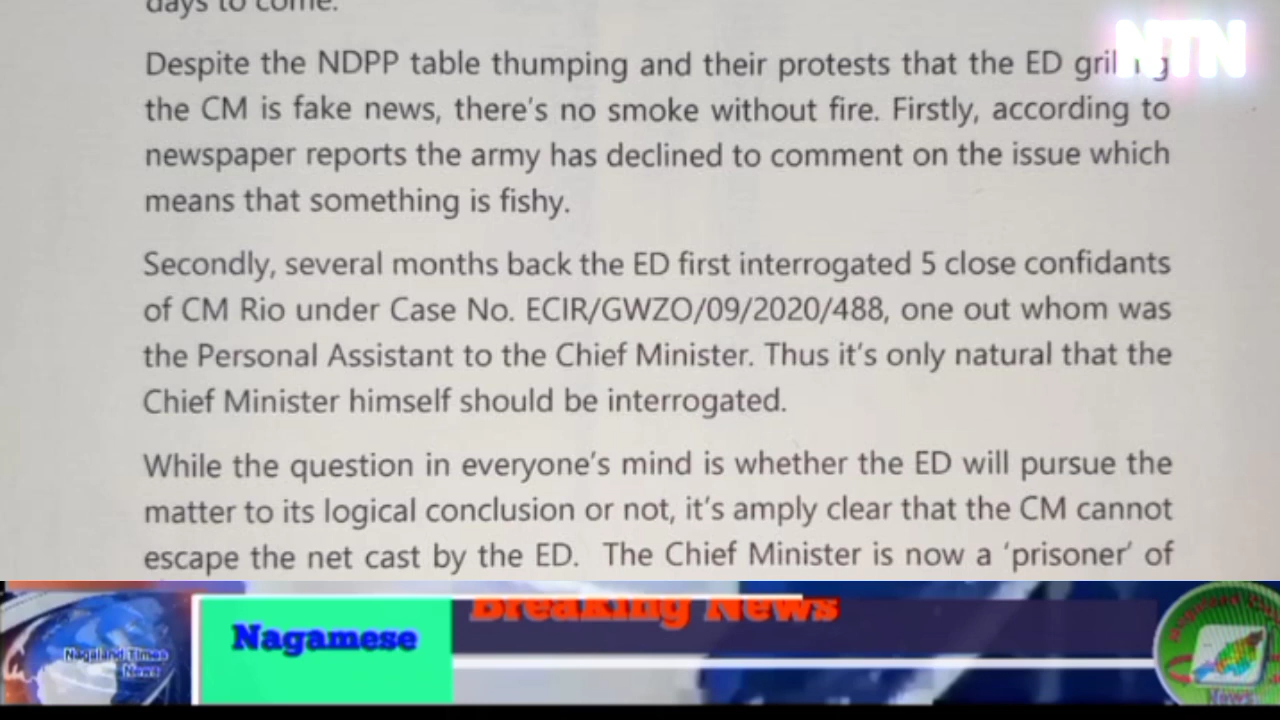 days to come.
NTN
Despite the NDPP table thumping and their protests that the ED
the CM is fake news, there's no smoke without fire. Firstly, according to
newspaper reports the army has declined to comment on the issue which
means that something is fishy.
Secondly, several months back the ED first interrogated 5 close confidants
of CM Rio under Case No. ECIR/GWZO/09/2020/488, one out whom was
the Personal Assistant to the Chief Minister. Thus it's only natural that the
Chief Minister himself should be interrogated.
While the question in everyone's mind is whether the ED will pursue the
matter to its logical conclusion or not, it's amply clear that the CM cannot
escape the net cast by the ED. The Chief Minister is now a 'prisoner' of
Breaking News
Nagamese
Nagaland Times
News
News